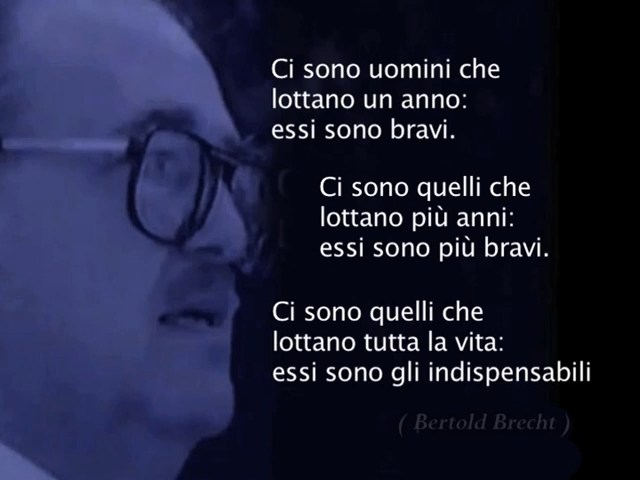 Ci sono uomini che
lottano un anno:
essi sono bravi.
Ci sono quelli che
lottano più anni:
essi sono più bravi.
Ci sono quelli che
lottano tutta la vita:
essi sono gli indispensabili
( Bertold Brecht )